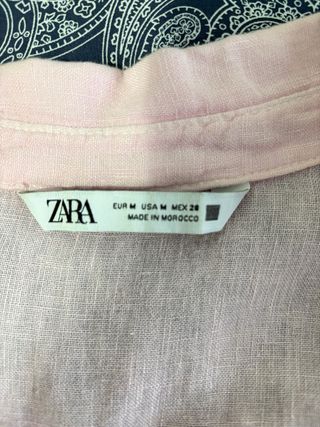 ZARA
EUR M USA M MEX 28
MADE IN MOROCCO